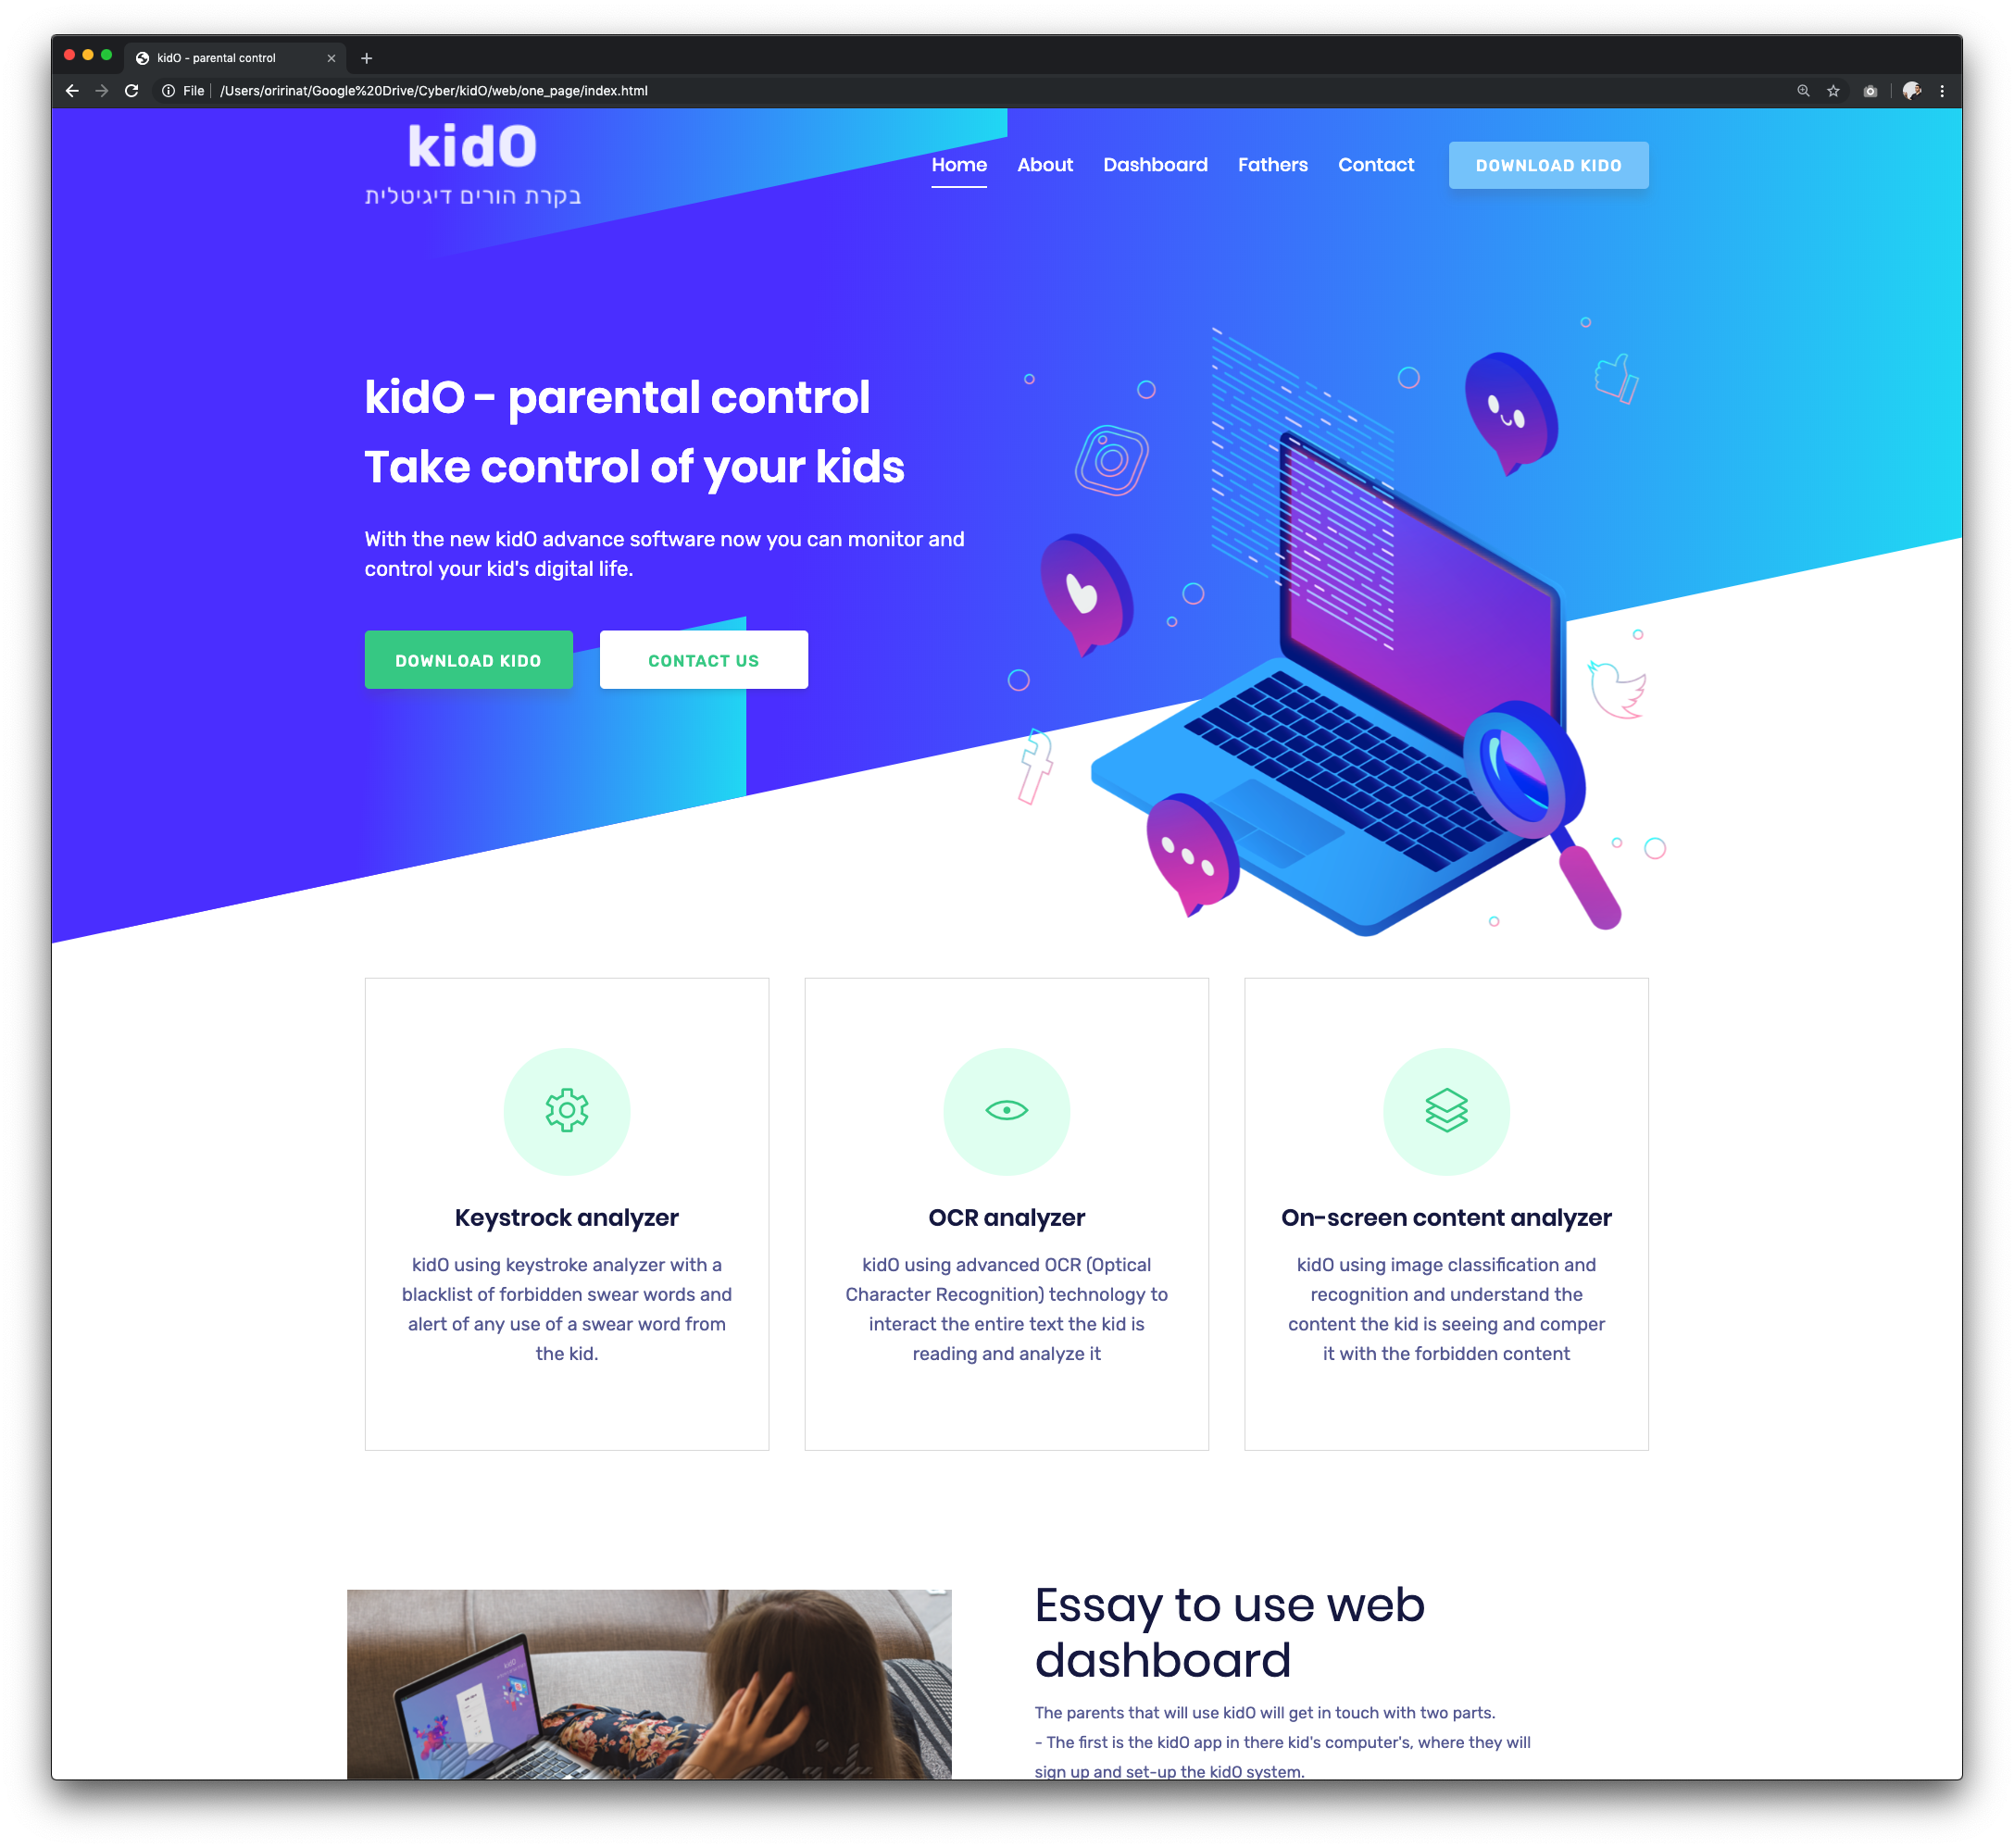 kidO - parental control
File
/Users/oririnat/Google%20Drive/Cyber/kidO/web/one_page/index.html
kidO
בקרת הורים דיגיטלית
Home About Dashboard Fathers Contact DOWNLOAD KIDO
kidO - parental control
Take control of your kids
With the new kidO advance software now you can monitor and
control your kid's digital life.
DOWNLOAD KIDO
CONTACT US
Keystrock analyzer
kidO using keystroke analyzer with a
blacklist of forbidden swear words and
alert of any use of a swear word from
the kid.
OCR analyzer
kidO using advanced OCR (Optical
Character Recognition) technology to
interact the entire text the kid is
reading and analyze it
On-screen content analyzer
kidO using image classification and
recognition and understand the
content the kid is seeing and comper
it with the forbidden content
Essay to use web
dashboard
The parents that will use kidO will get in touch with two parts.
- The first is the kidO app in there kid's computer's, where they will
sign up and set-up the kidO system.